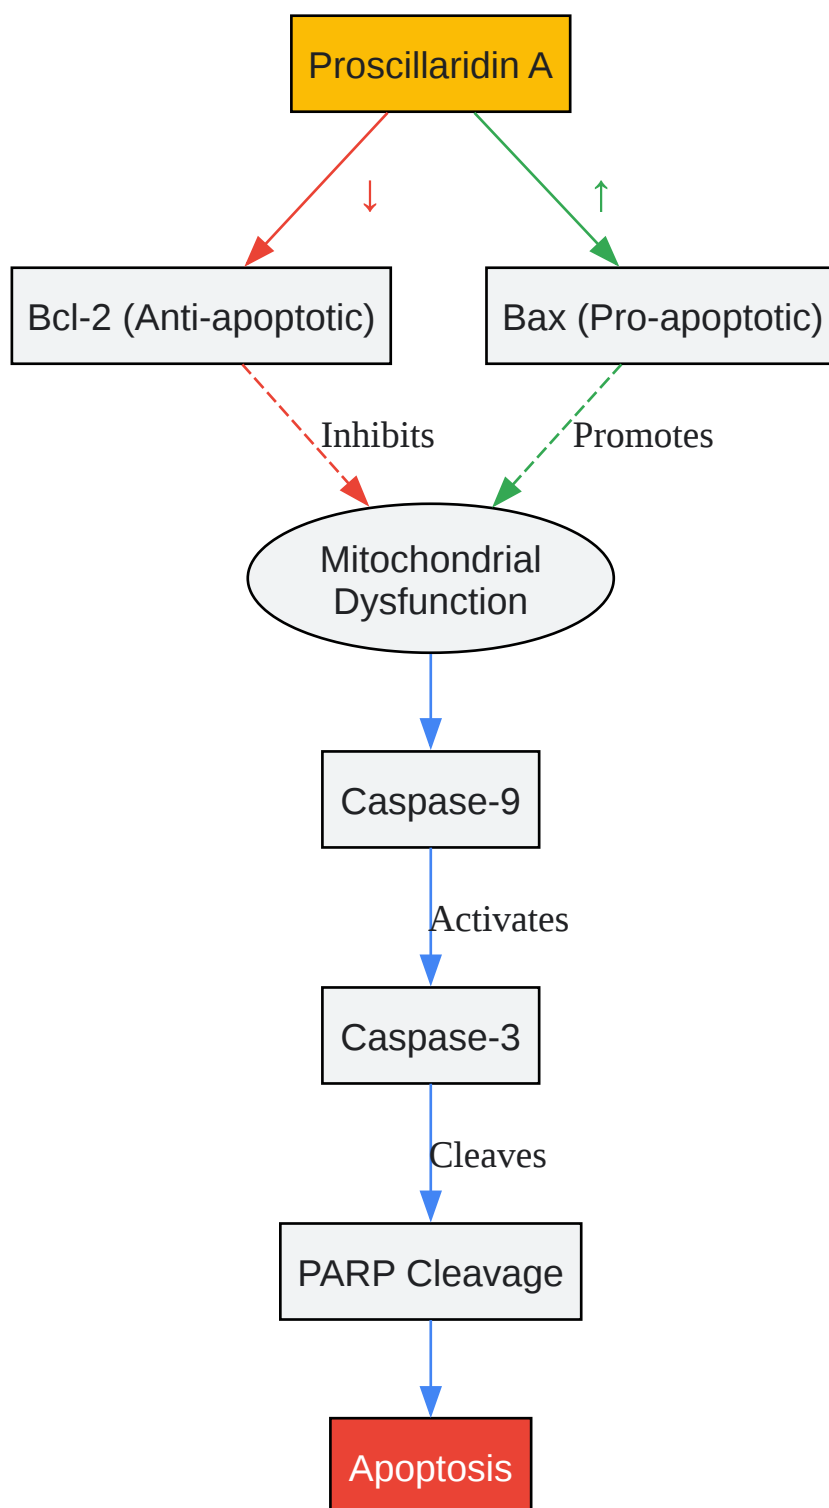 Proscillaridin A
↓
↑
Bcl-2 (Anti-apoptotic)
Bax (Pro-apoptotic)
Inhibits
Promotes
Mitochondrial
Dysfunction
Caspase-9
Activates
Caspase-3
Cleaves
PARP Cleavage
Apoptosis